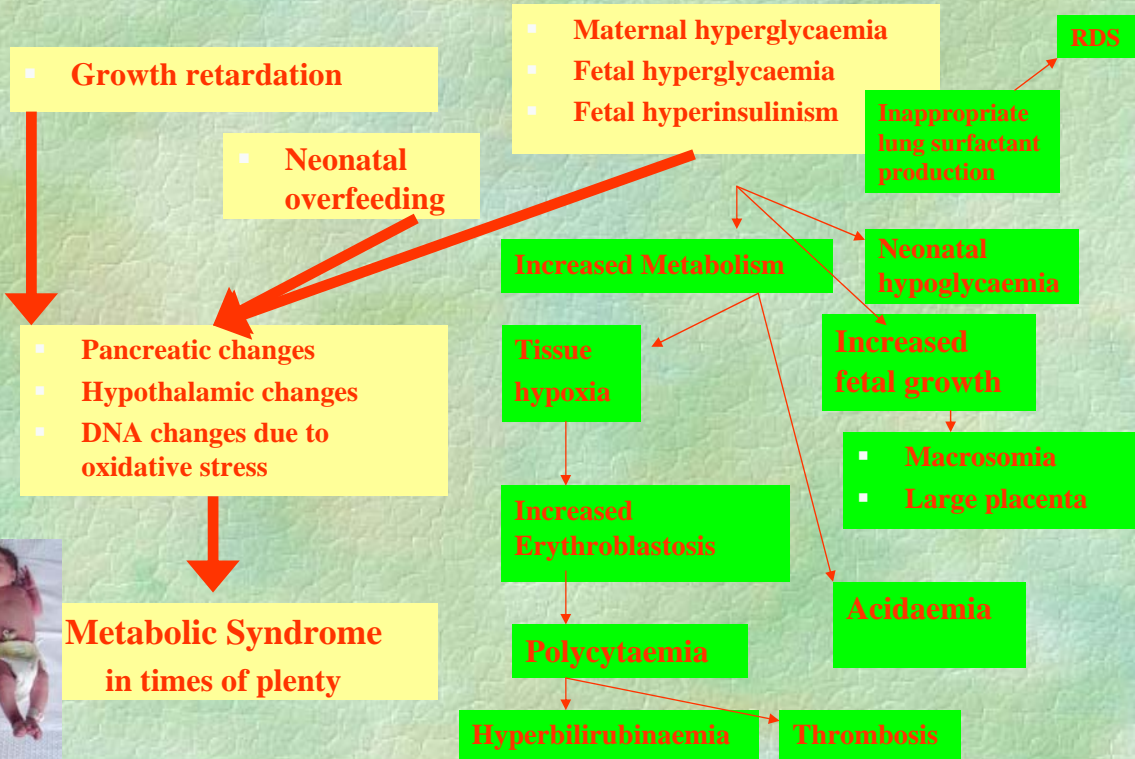 Growth retardation
Neonatal
overfeeding
Maternal hyperglycaemia
Fetal hyperglycaemia
Fetal hyperinsulinism
RDS
Inappropriate
lung surfactant
production
Pancreatic changes
Hypothalamic changes
DNA changes due to
oxidative stress
Metabolic Syndrome
in times of plenty
Increased Metabolism
Neonatal
hypoglycaemia
Tissue
hypoxia
Increased
fetal growth
Macrosomia
Large placenta
Increased
Erythroblastosis
Acidaemia
Polycytaemia
Hyperbilirubinaemia
Thrombosis